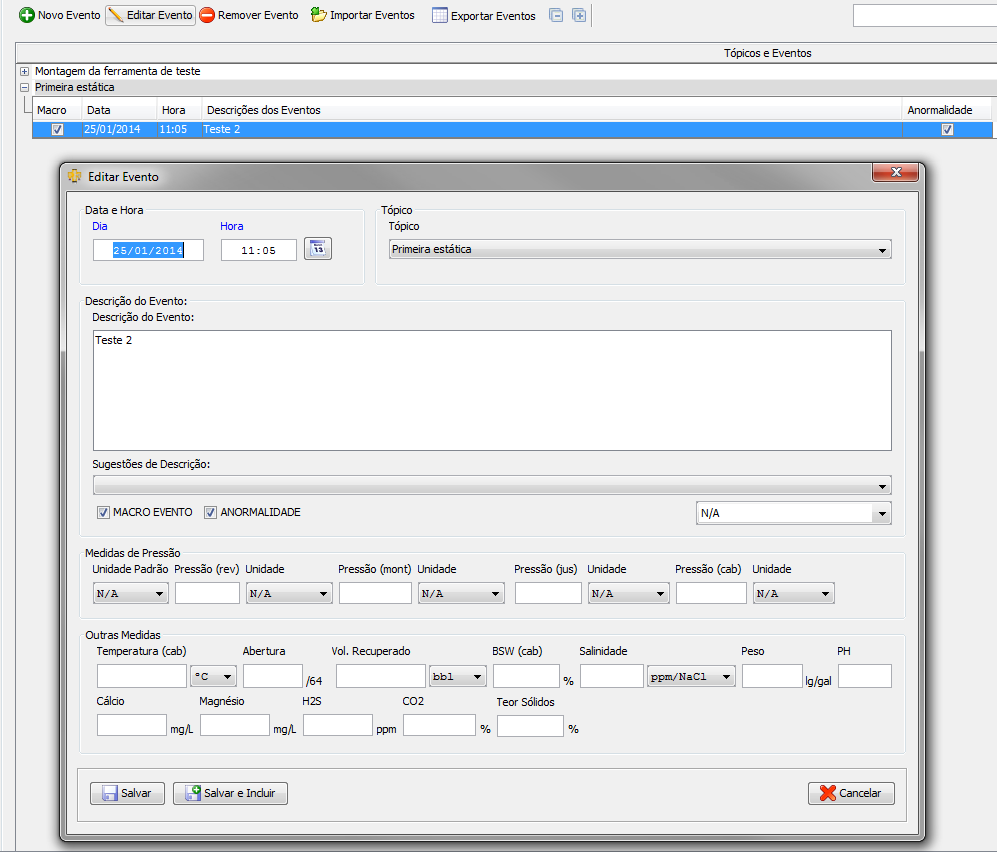 Novo Evento Editar Evento Remover Evento Importar Eventos Exportar Eventos
Tópicos e Eventos
Montagem da ferramenta de teste
Primeira estática
Macro Data Hora Descrições dos Eventos Anormalidade
25/01/2014 11:05 Teste 2
Editar Evento
Data e Hora Tópico
Dia Hora Tópico
25/01/2014 11:05 13 Primeira estática
Descrição do Evento:
Descrição do Evento:
Teste 2
Sugestões de Descrição:
MACRO EVENTO ANORMALIDADE N/A
Medidas de Pressão
Unidade Padrão Pressão (rev) Unidade Pressão (mont) Unidade Pressão (jus) Unidade Pressão (cab) Unidade
N/A N/A N/A N/A N/A
Outras Medidas
Temperatura (cab) Abertura Vol. Recuperado BSW (cab) Salinidade Peso PH
°C /64 bbl % ppm/NaCl lg/gal
Cálcio Magnésio H2S CO2 Teor Sólidos
mg/L mg/L ppm % %
Salvar Salvar e Incluir Cancelar